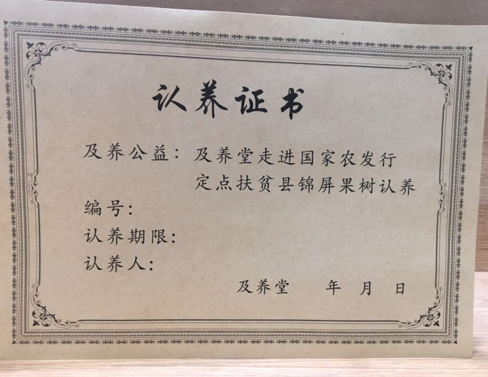 认养证书
及养公益：及养堂走进国家农发行
定点扶贫县锦屏果树认养
编号：
认养期限：
认养人：
及养堂 年 月 日